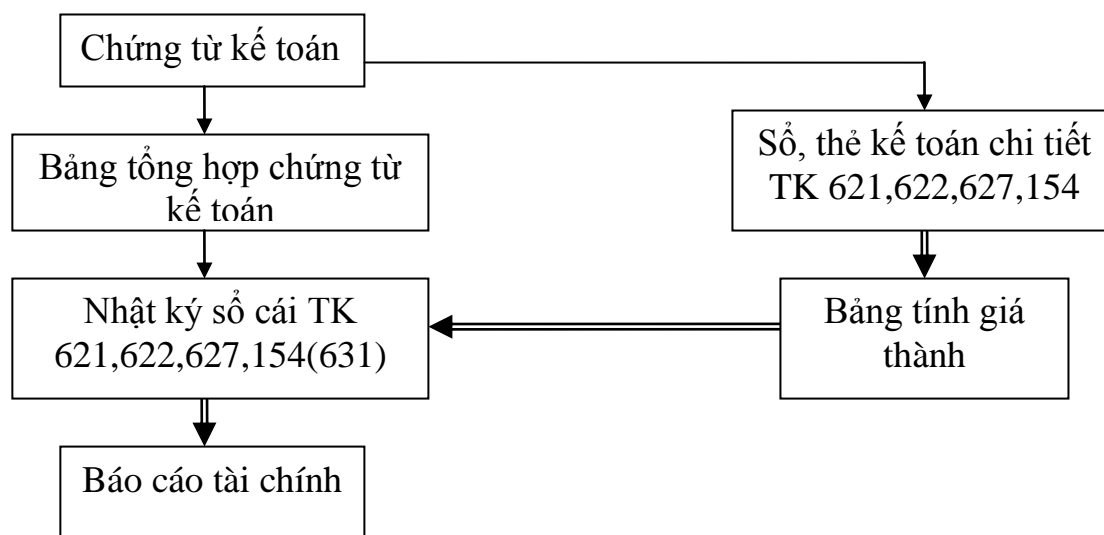 Chứng từ kế toán
Bảng tổng hợp chứng từ
kế toán
Sổ, thẻ kế toán chi tiết
TK 621,622,627,154
Nhật ký sổ cái TK
621,622,627,154(631)
Bảng tính giá
thành
Báo cáo tài chính